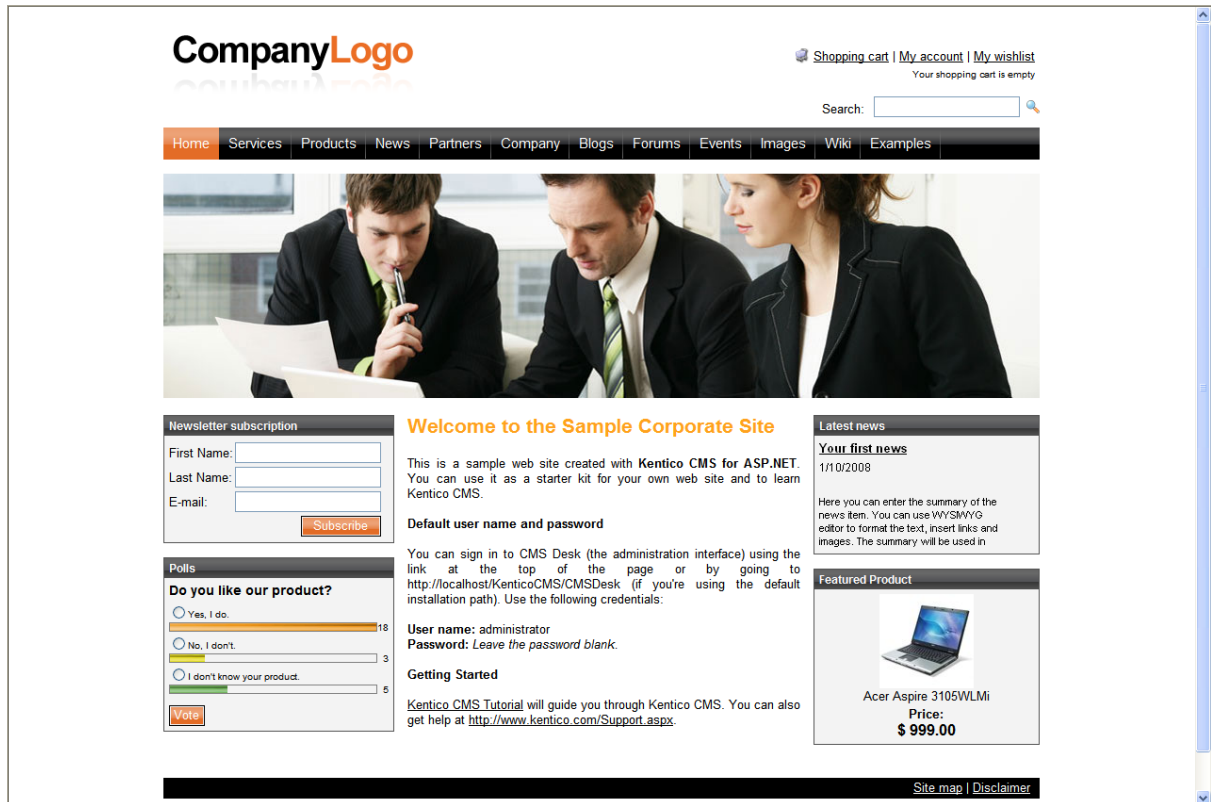 CompanyLogo
Shopping cart | My account | My wishlist
Your shopping cart is empty
Search:
Home Services Products News Partners Company Blogs Forums Events Images Wiki Examples
Newsletter subscription
First Name:
Last Name:
E-mail:
Subscribe
Polls
Do you like our product?
Yes, I do.
18
No, I don't.
3
I don't know your product.
5
Vote
Welcome to the Sample Corporate Site
This is a sample web site created with Kentico CMS for ASP.NET.
You can use it as a starter kit for your own web site and to learn
Kentico CMS.
Default user name and password
You can sign in to CMS Desk (the administration interface) using the
link at the top of the page or by going to
http://localhost/KenticoCMS/CMSDesk (if you're using the default
installation path). Use the following credentials:
User name: administrator
Password: Leave the password blank.
Getting Started
Kentico CMS Tutorial will guide you through Kentico CMS. You can also
get help at http://www.kentico.com/Support.aspx.
Latest news
Your first news
1/10/2008
Here you can enter the summary of the
news item. You can use WYSIWYG
editor to format the text, insert links and
images. The summary will be used in
Featured Product
Acer Aspire 3105WLMi
Price:
$ 999.00
Site map | Disclaimer